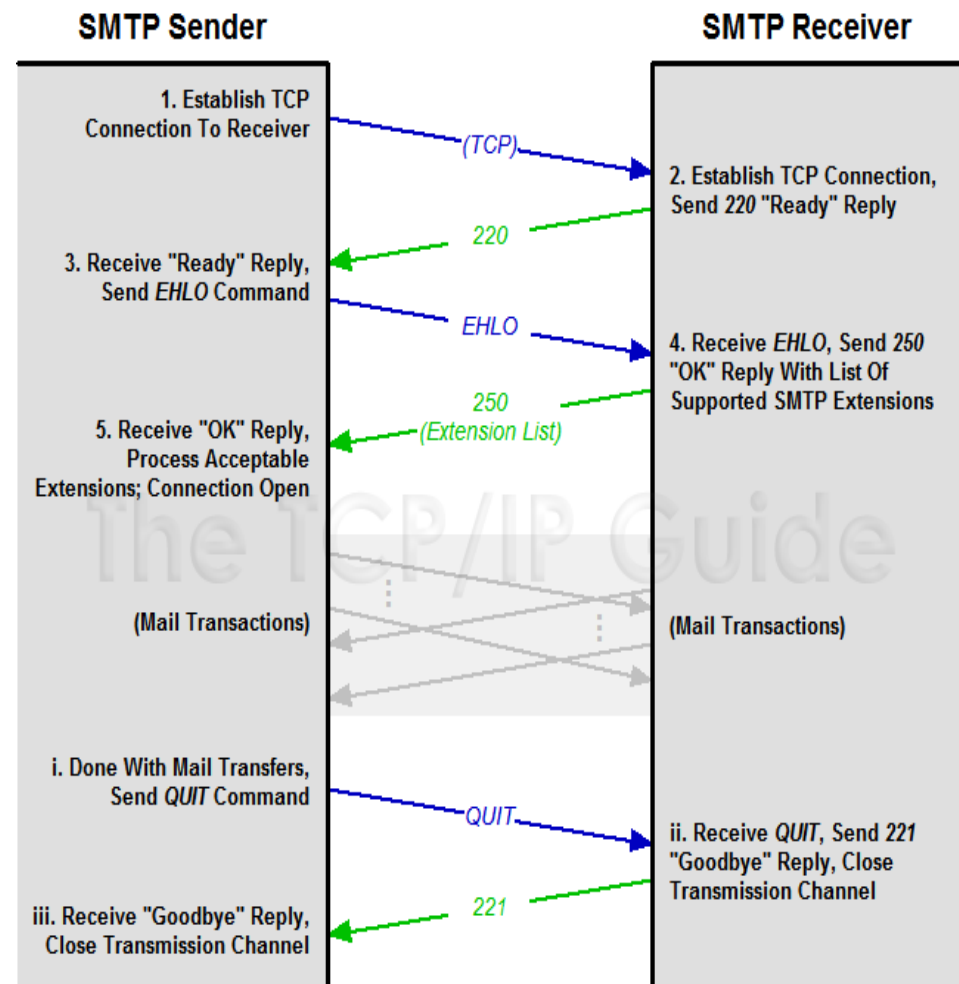 SMTP Sender
SMTP Receiver
1. Establish TCP
Connection To Receiver
(TCP)
2. Establish TCP Connection,
Send 220 "Ready" Reply
220
3. Receive "Ready" Reply,
Send EHLO Command
EHLO
4. Receive EHLO, Send 250
"OK" Reply With List Of
Supported SMTP Extensions
250
(Extension List)
5. Receive "OK" Reply,
Process Acceptable
Extensions; Connection Open
The TCP/IP Guide
(Mail Transactions)
(Mail Transactions)
i. Done With Mail Transfers,
Send QUIT Command
QUIT
ii. Receive QUIT, Send 221
"Goodbye" Reply, Close
Transmission Channel
221
iii. Receive "Goodbye" Reply,
Close Transmission Channel